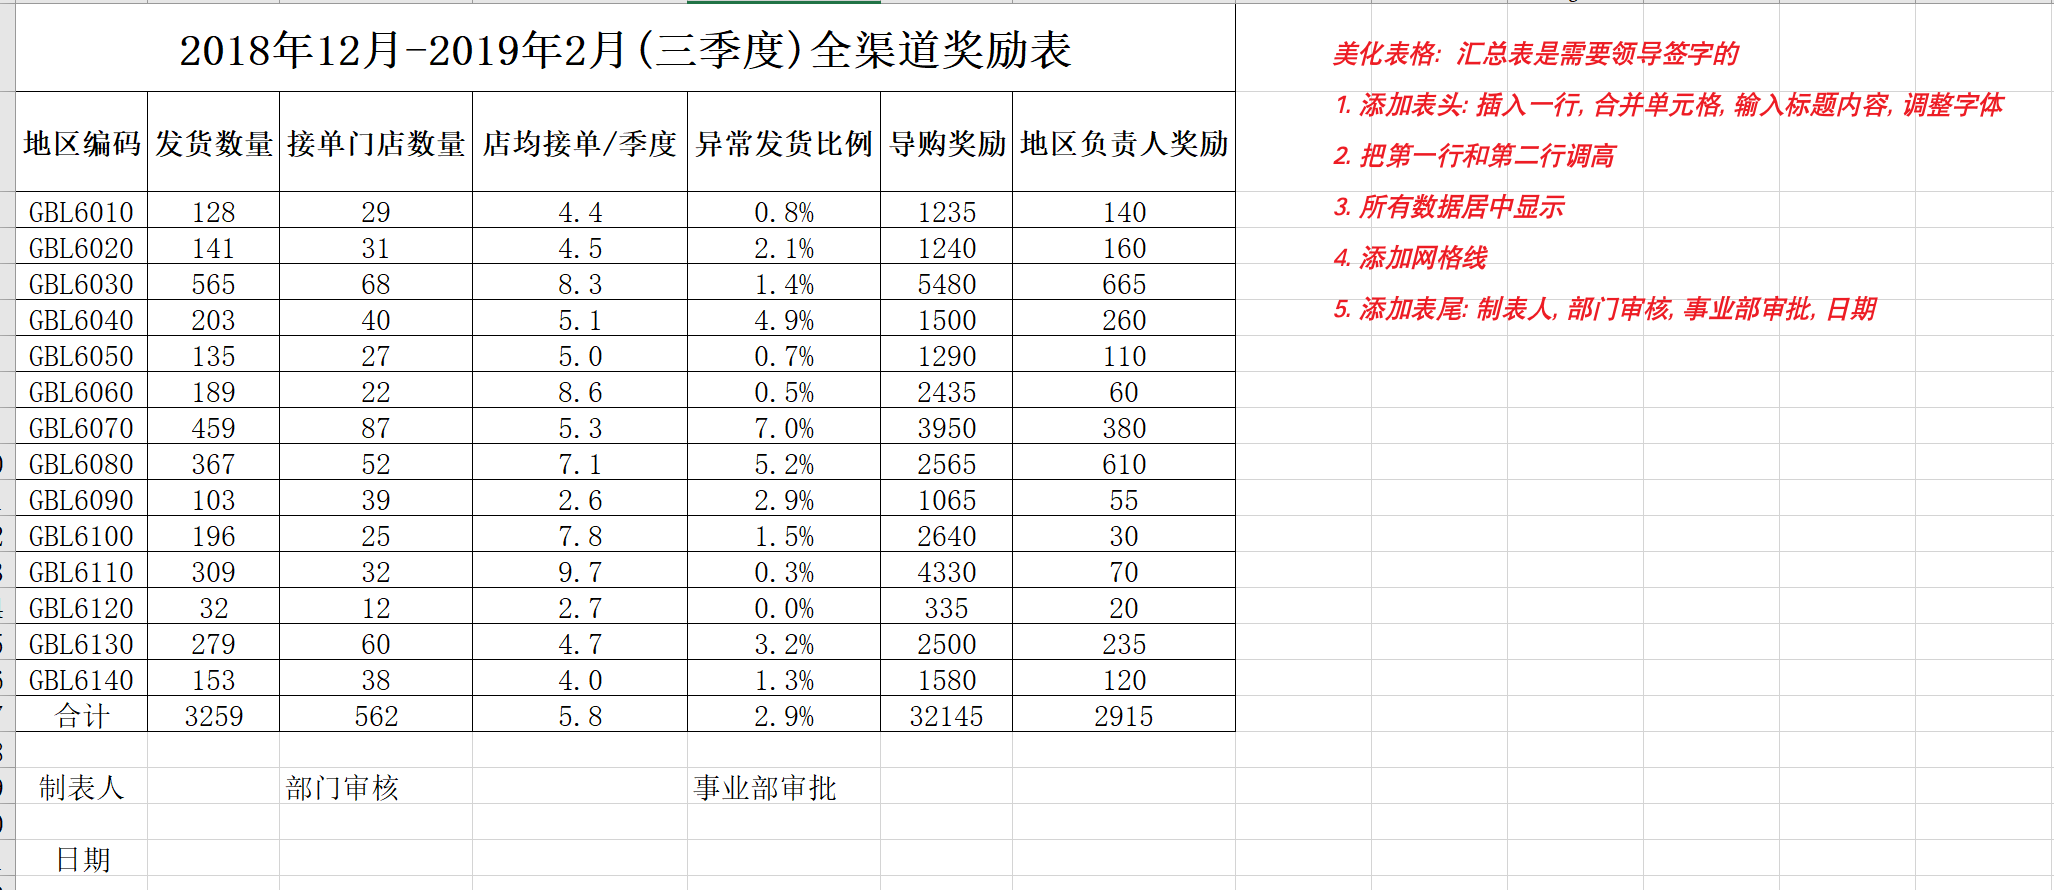 2018年12月-2019年2月(三季度)全渠道奖励表
地区编码 发货数量 接单门店数量 店均接单/季度 异常发货比例 导购奖励 地区负责人奖励
GBL6010 128 29 4.4 0.8% 1235 140
GBL6020 141 31 4.5 2.1% 1240 160
GBL6030 565 68 8.3 1.4% 5480 665
GBL6040 203 40 5.1 4.9% 1500 260
GBL6050 135 27 5.0 0.7% 1290 110
GBL6060 189 22 8.6 0.5% 2435 60
GBL6070 459 87 5.3 7.0% 3950 380
GBL6080 367 52 7.1 5.2% 2565 610
GBL6090 103 39 2.6 2.9% 1065 55
GBL6100 196 25 7.8 1.5% 2640 30
GBL6110 309 32 9.7 0.3% 4330 70
GBL6120 32 12 2.7 0.0% 335 20
GBL6130 279 60 4.7 3.2% 2500 235
GBL6140 153 38 4.0 1.3% 1580 120
合计 3259 562 5.8 2.9% 32145 2915
制表人 部门审核 事业部审批
日期
美化表格: 汇总表是需要领导签字的
1. 添加表头: 插入一行, 合并单元格, 输入标题内容, 调整字体
2. 把第一行和第二行调高
3. 所有数据居中显示
4. 添加网格线
5. 添加表尾: 制表人, 部门审核, 事业部审批, 日期